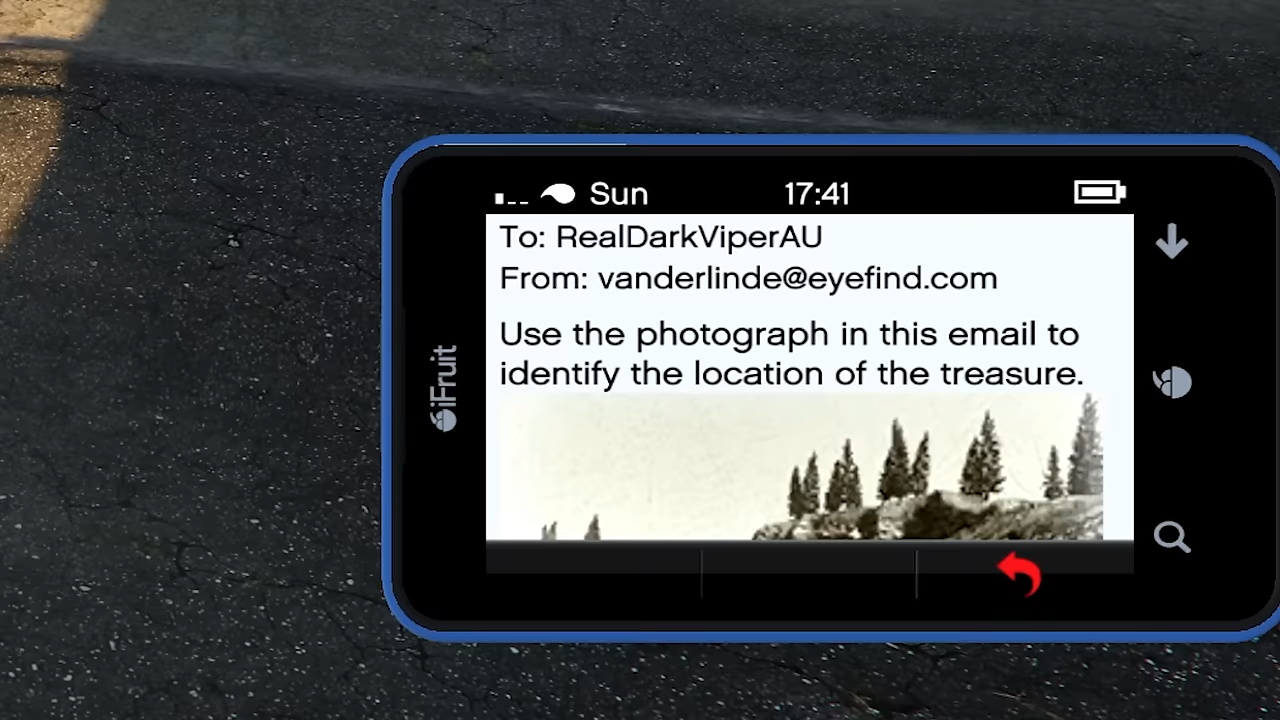 Sun 17:41
To: RealDarkViperAU
From: vanderlinde@eyefind.com
Use the photograph in this email to
identify the location of the treasure.
iFruit